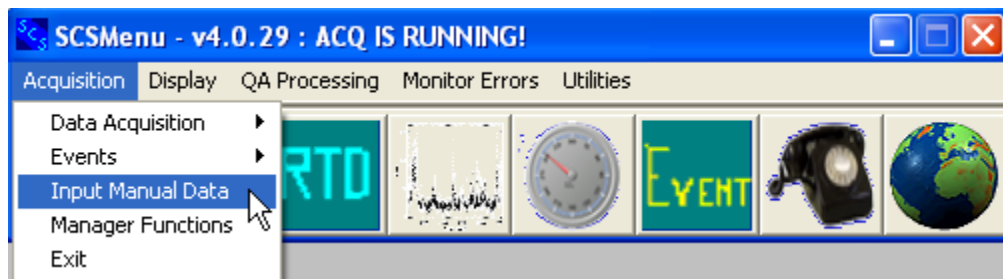 SCS
SCSMenu - v4.0.29 : ACQ IS RUNNING!
Acquisition Display QA Processing Monitor Errors Utilities
Data Acquisition
Events
Input Manual Data
Manager Functions
Exit
RTD
EVENT